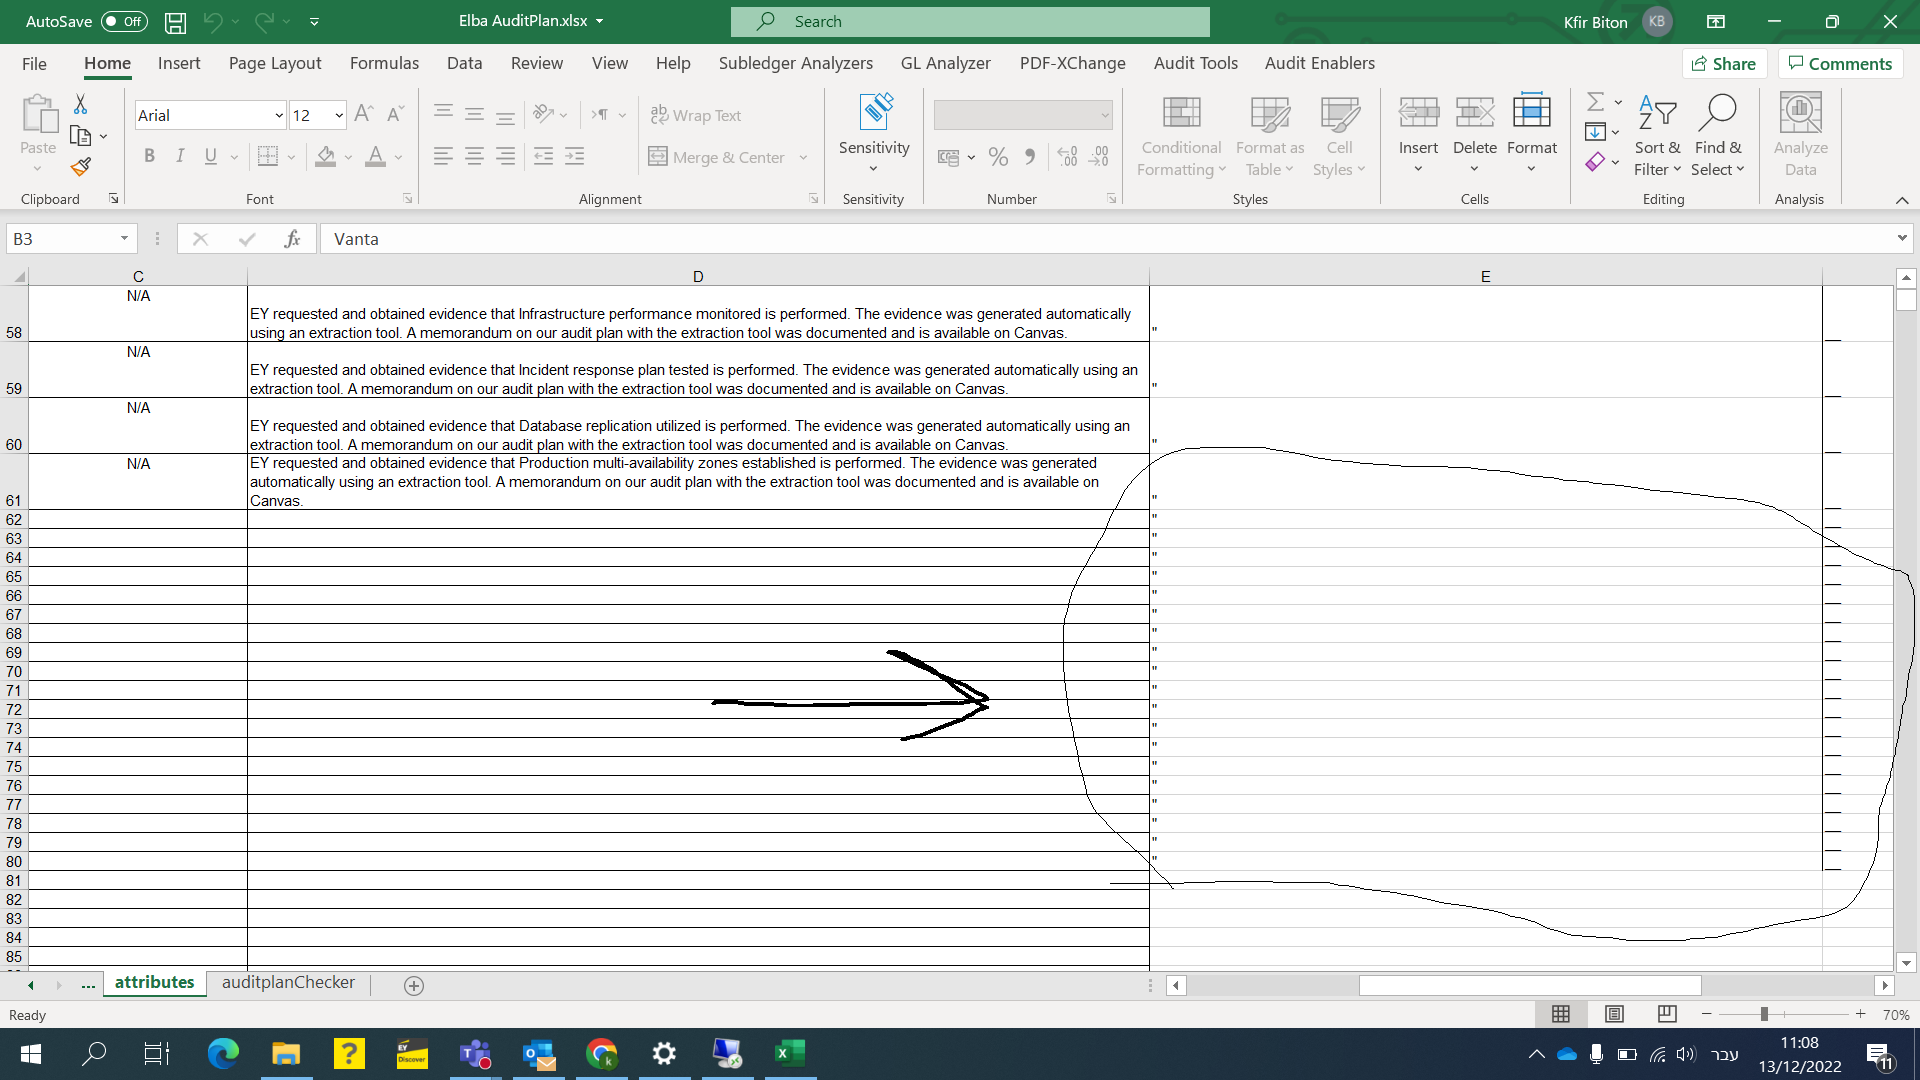 AutoSave Off
Elba AuditPlan.xlsx
Search
Kfir Biton KB
File Home Insert Page Layout Formulas Data Review View Help Subledger Analyzers GL Analyzer PDF-XChange Audit Tools Audit Enablers
Share Comments
Paste
Clipboard
Arial 12
B I U
Font
Wrap Text
Merge & Center
Alignment
Sensitivity
Sensitivity
Number
Conditional Formatting
Format as Table
Cell Styles
Styles
Insert Delete Format
Cells
Sort & Filter
Find & Select
Editing
Analyze Data
Analysis
B3 fx Vanta
C D E
58 N/A EY requested and obtained evidence that Infrastructure performance monitored is performed. The evidence was generated automatically
using an extraction tool. A memorandum on our audit plan with the extraction tool was documented and is available on Canvas. "
59 N/A EY requested and obtained evidence that Incident response plan tested is performed. The evidence was generated automatically using an
extraction tool. A memorandum on our audit plan with the extraction tool was documented and is available on Canvas. "
60 N/A EY requested and obtained evidence that Database replication utilized is performed. The evidence was generated automatically using an
extraction tool. A memorandum on our audit plan with the extraction tool was documented and is available on Canvas. "
61 N/A EY requested and obtained evidence that Production multi-availability zones established is performed. The evidence was generated
automatically using an extraction tool. A memorandum on our audit plan with the extraction tool was documented and is available on
Canvas. "
62 "
63 "
64 "
65 "
66 "
67 "
68 "
69 "
70 "
71 "
72 "
73 "
74 "
75 "
76 "
77 "
78 "
79 "
80 "
81
82
83
84
85
... attributes auditplanChecker
Ready
70%
EY
Discover
עבר
11:08
13/12/2022
11